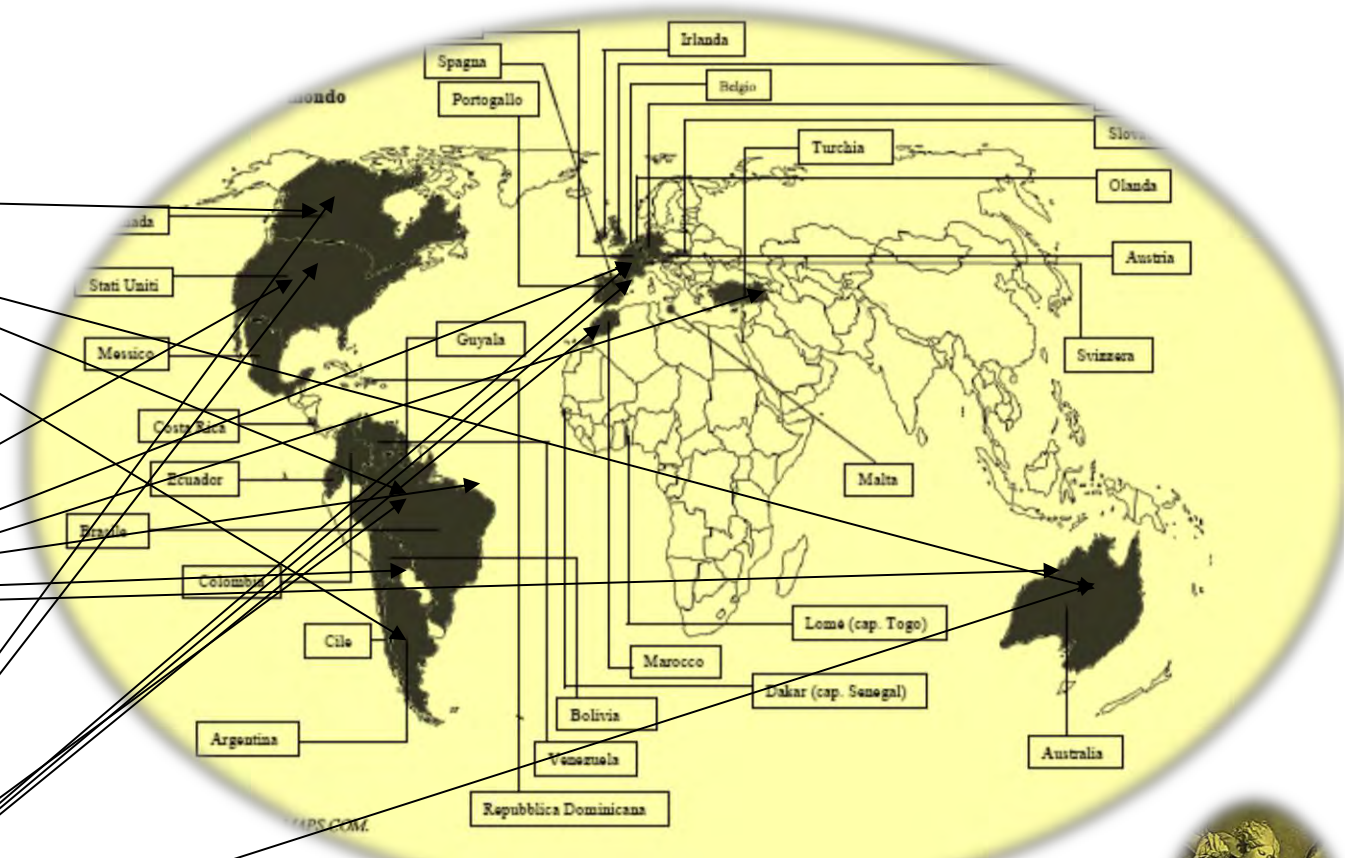 Irlanda
Spagna
Belgio
Portogallo
Turchia
Olanda
Austria
Stati Uniti
Guyala
Messico
Svizzera
Costa Rica
Ecuador
Malta
Brasile
Colombia
Lomé (cap. Togo)
Cile
Marocco
Dakar (cap. Senegal)
Bolivia
Argentina
Australia
Venezuela
Repubblica Dominicana